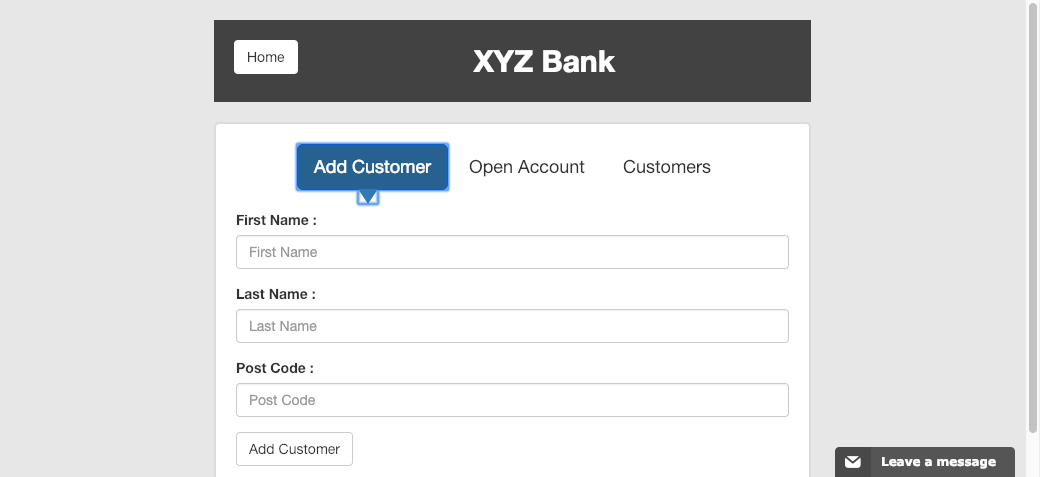 Home
XYZ Bank
Add Customer
Open Account
Customers
First Name :
First Name
Last Name :
Last Name
Post Code :
Post Code
Add Customer
Leave a message